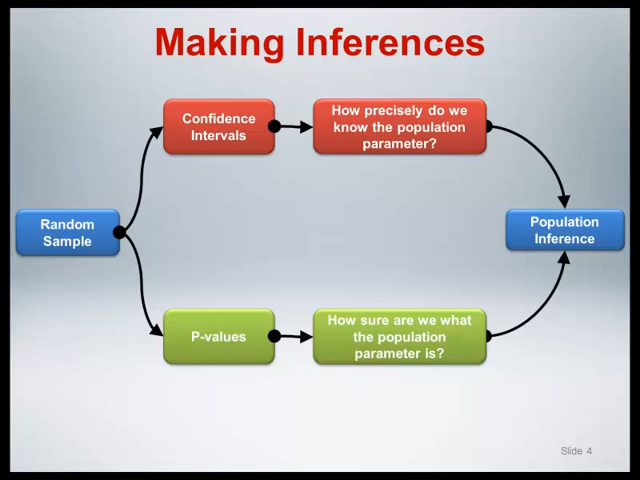 Making Inferences
Confidence
Intervals
How precisely do we
know the population
parameter?
Random
Sample
Population
Inference
P-values
How sure are we what
the population
parameter is?
Slide 4